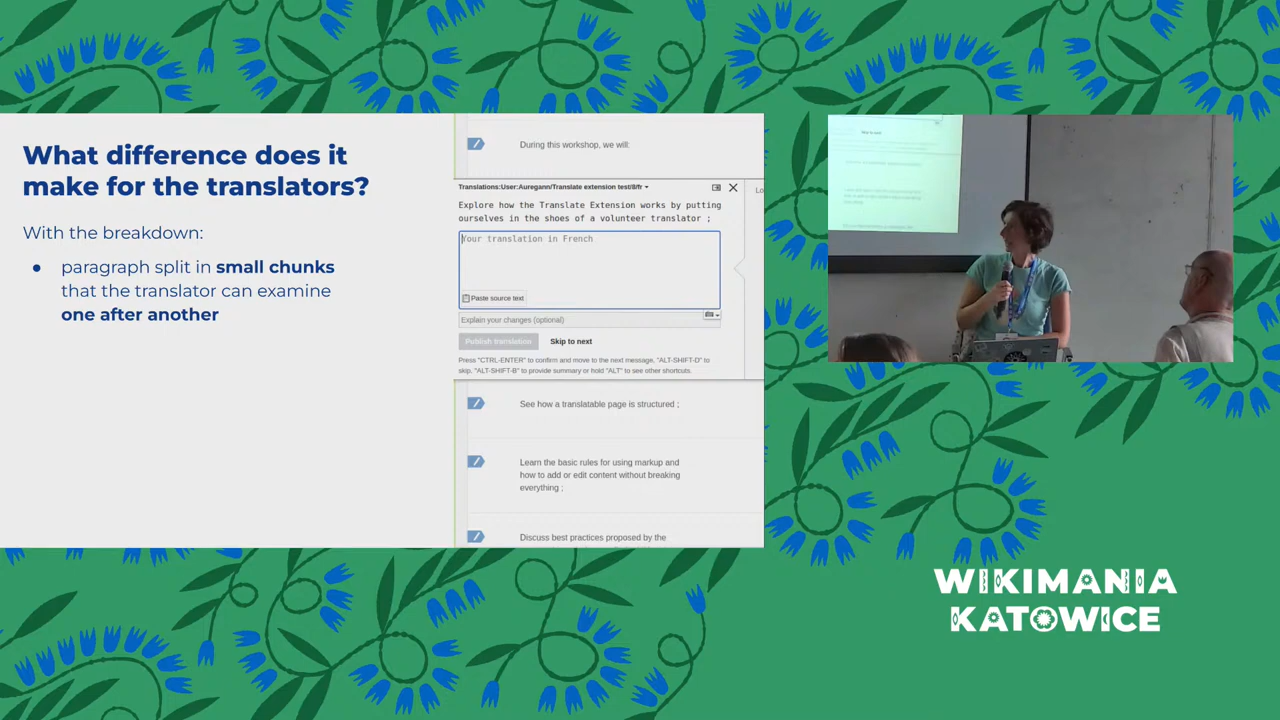 What difference does it
make for the translators?
With the breakdown:
● paragraph split in small chunks
that the translator can examine
one after another
During this workshop, we will:
Translations:User:Auregann/Translate extension test/8/fr
Lo
Explore how the Translate Extension works by putting
ourselves in the shoes of a volunteer translator ;
Your translation in French
Paste source text
Explain your changes (optional)
Publish translation Skip to next
Press "CTRL-ENTER" to confirm and move to the next message, "ALT-SHIFT-D" to
skip, "ALT-SHIFT-B" to provide summary or hold "ALT" to see other shortcuts.
See how a translatable page is structured ;
Learn the basic rules for using markup and
how to add or edit content without breaking
everything ;
Discuss best practices proposed by the
WIKIMANIA
KATOWICE